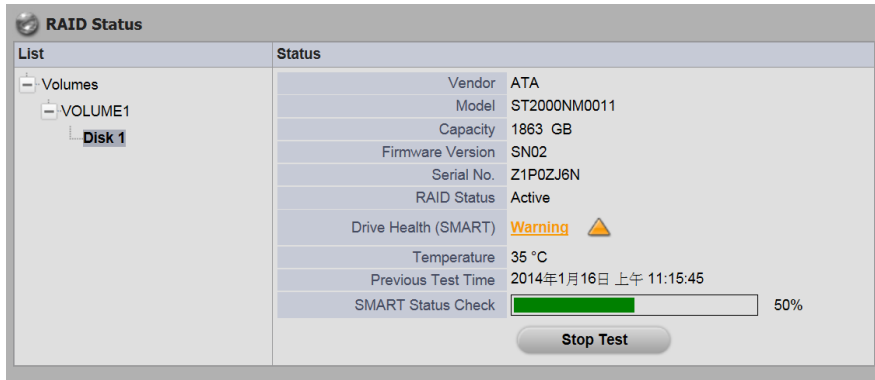 RAID Status
List Status
Volumes
VOLUME1
Disk 1
Vendor ATA
Model ST2000NM0011
Capacity 1863 GB
Firmware Version SN02
Serial No. Z1P0ZJ6N
RAID Status Active
Drive Health (SMART) Warning
Temperature 35 °C
Previous Test Time 2014年1月16日 上午 11:15:45
SMART Status Check 50%
Stop Test